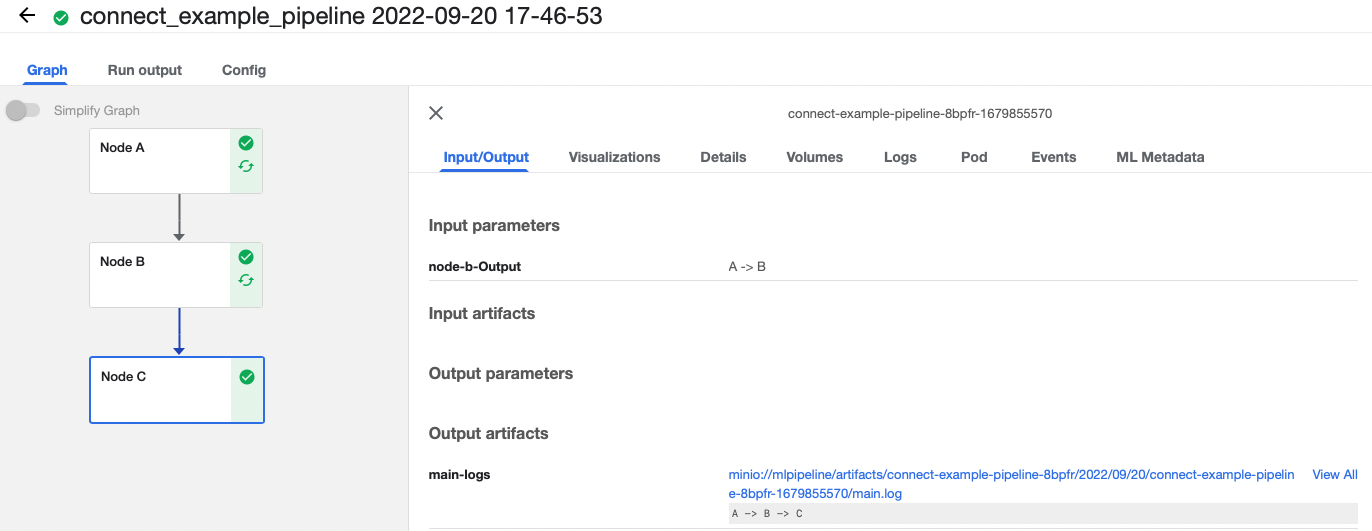 connect_example_pipeline 2022-09-20 17-46-53
Graph Run output Config
Simplify Graph
Node A
Node B
Node C
connect-example-pipeline-8bpfr-1679855570
Input/Output Visualizations Details Volumes Logs Pod Events ML Metadata
Input parameters
node-b-Output A -> B
Input artifacts
Output parameters
Output artifacts
main-logs minio://mlpipeline/artifacts/connect-example-pipeline-8bpfr/2022/09/20/connect-example-pipelin View All
e-8bpfr-1679855570/main.log
A -> B -> C